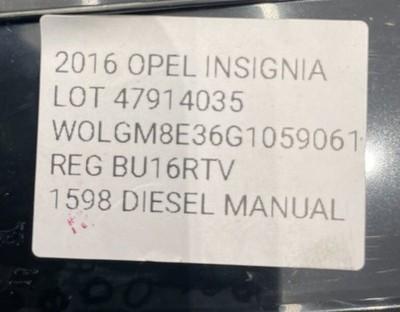 2016 OPEL INSIGNIA
LOT 47914035
WOLGM8E36G1059061
REG BU16RTV
1598 DIESEL MANUAL